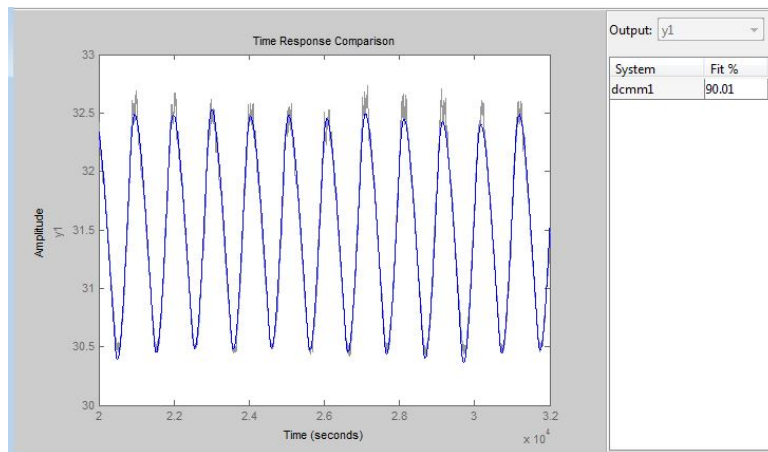 Time Response Comparison
33
32.5
32
31.5
31
30.5
30
Amplitude
y1
2
2.2
2.4
2.6
2.8
3
3.2
x 10^4
Time (seconds)
Output: y1
System Fit %
dcmm1 90.01